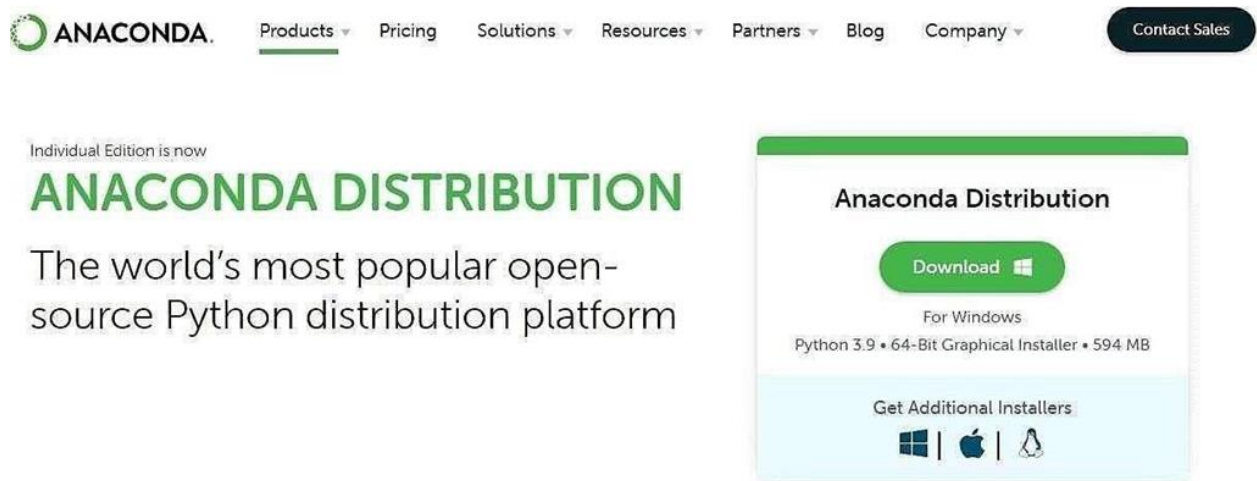 ANACONDA.
Products Pricing Solutions Resources Partners Blog Company Contact Sales
Individual Edition is now
ANACONDA DISTRIBUTION
The world's most popular open-
source Python distribution platform
Anaconda Distribution
Download
For Windows
Python 3.9 • 64-Bit Graphical Installer • 594 MB
Get Additional Installers